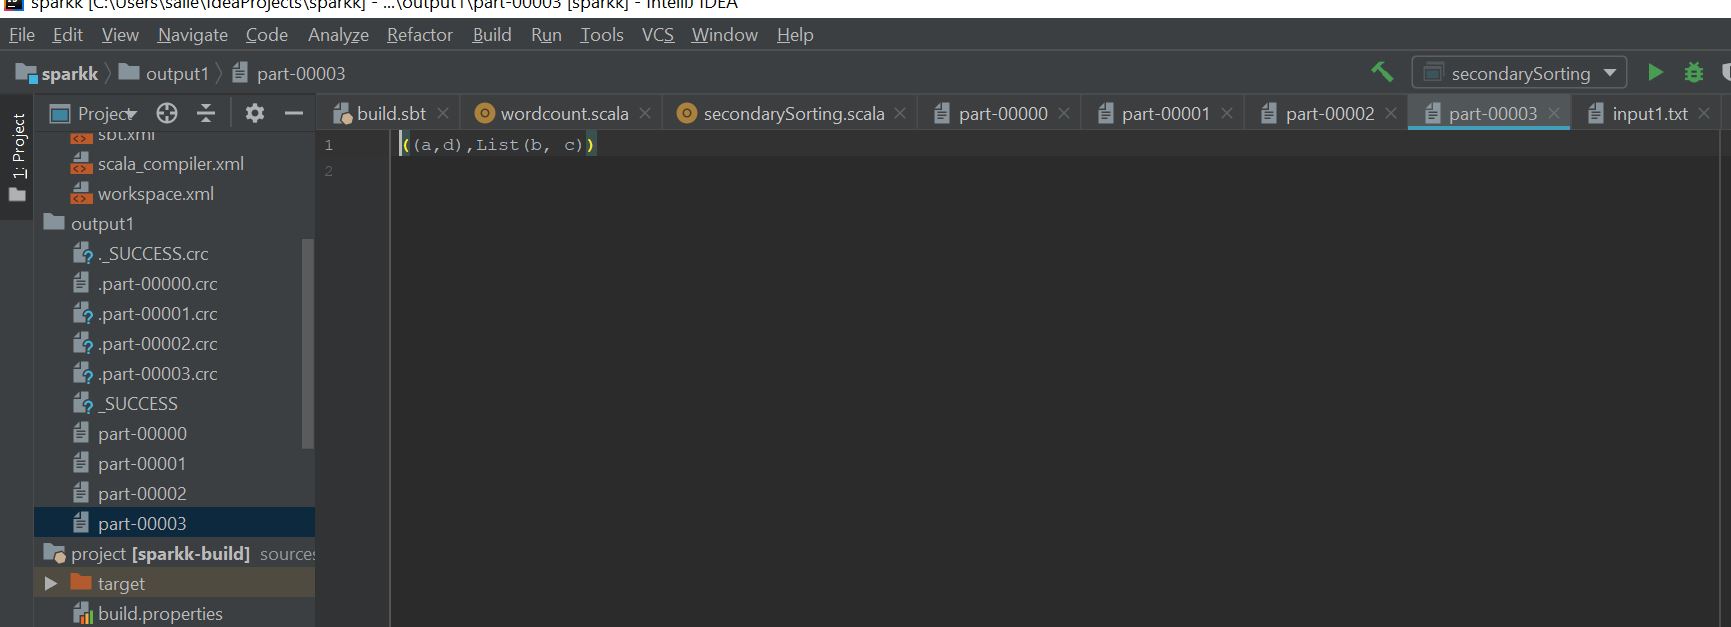 sparkk [C:\Users\salle\IdeaProjects\sparkk] - ...\output1\part-00003 [sparkk] - IntelliJ IDEA
File Edit View Navigate Code Analyze Refactor Build Run Tools VCS Window Help
sparkk output1 part-00003 secondarySorting
Project build.sbt wordcount.scala secondarySorting.scala part-00000 part-00001 part-00002 part-00003 input1.txt
1: Project
1 ((a,d),List(b, c))
2
sbt.xml
scala_compiler.xml
workspace.xml
output1
._SUCCESS.crc
.part-00000.crc
.part-00001.crc
.part-00002.crc
.part-00003.crc
_SUCCESS
part-00000
part-00001
part-00002
part-00003
project [sparkk-build] sources
target
build.properties